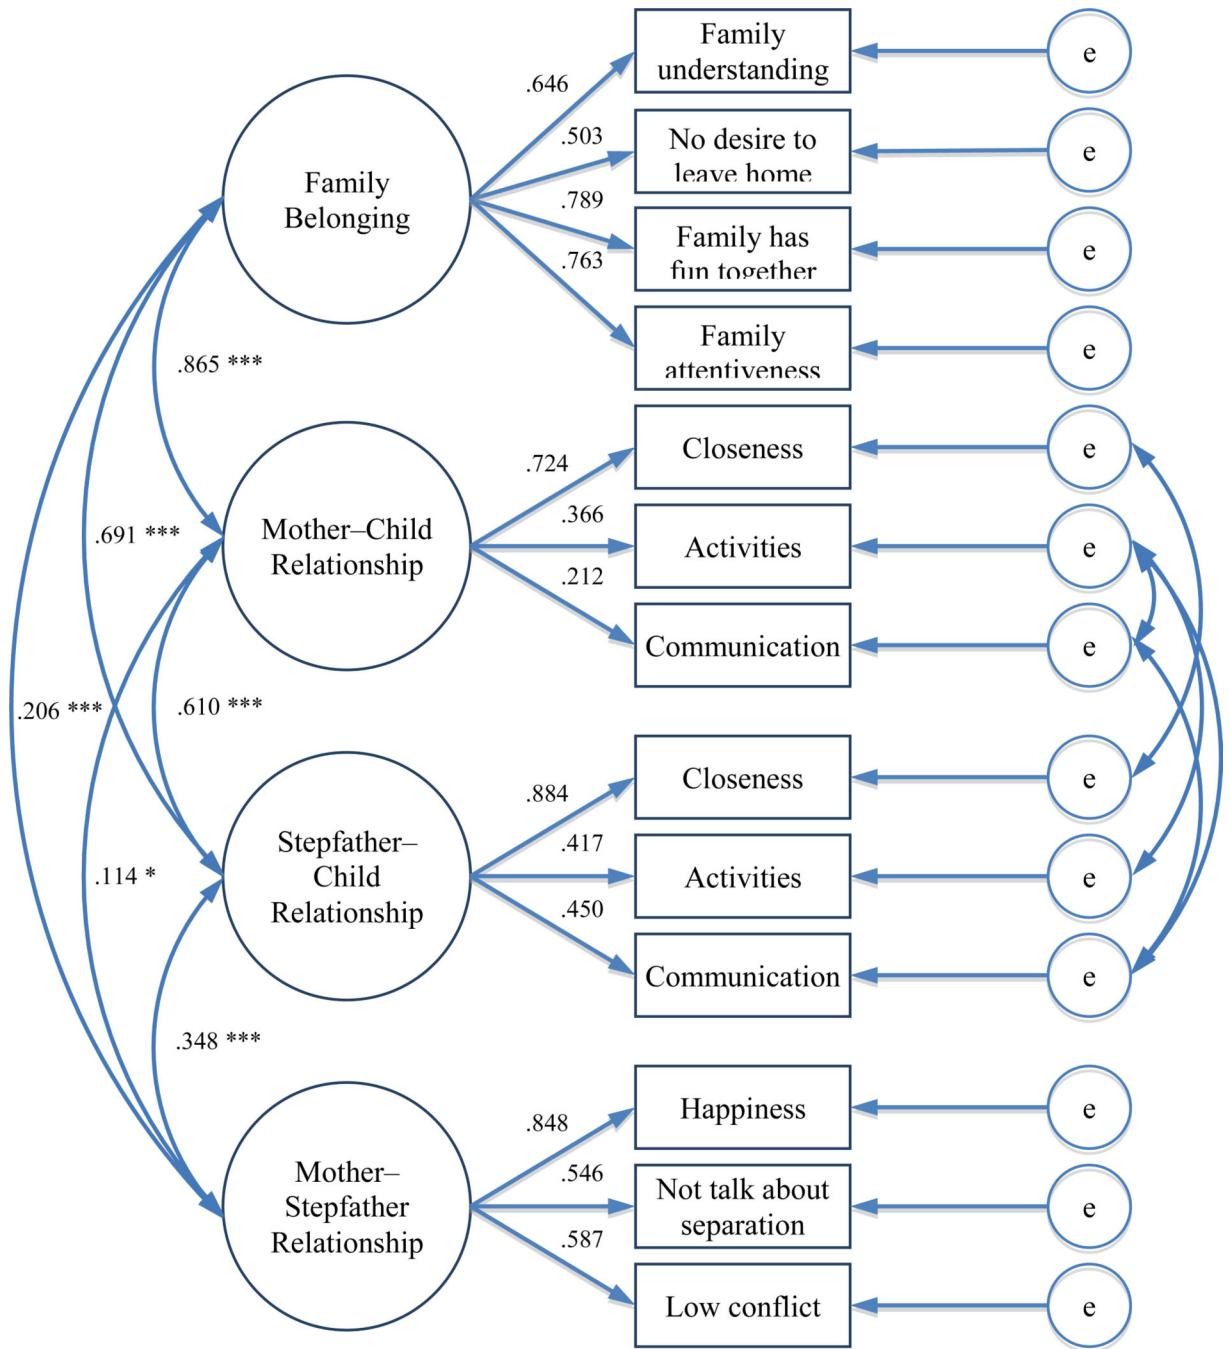 Family
understanding
e
.646
.503
No desire to
leave home
e
Family
Belonging
.789
Family has
fun together
e
.763
Family
attentiveness
e
.865 ***
Closeness
e
.724
.366
Mother–Child
Relationship
Activities
e
.691 ***
.212
Communication
e
.206 ***
.610 ***
Closeness
e
.884
.417
Stepfather–
Child
Relationship
Activities
e
.114 *
.450
Communication
e
.348 ***
Happiness
e
.848
.546
Mother–
Stepfather
Relationship
Not talk about
separation
e
.587
Low conflict
e